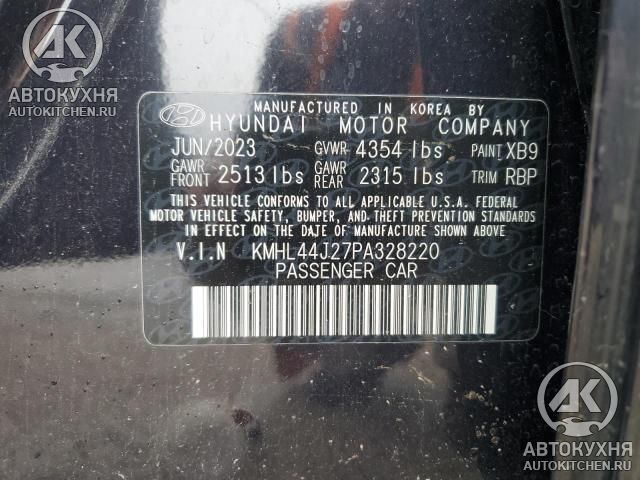 AK
АВТОКУХНЯ
AUTOKITCHEN.RU
MANUFACTURED IN KOREA BY
HYUNDAI MOTOR COMPANY
JUN/2023 GVWR 4354 lbs PAINT XB9
GAWR FRONT 2513 lbs GAWR REAR 2315 lbs TRIM RBP
THIS VEHICLE CONFORMS TO ALL APPLICABLE U.S.A. FEDERAL
MOTOR VEHICLE SAFETY, BUMPER, AND THEFT PREVENTION STANDARDS
IN EFFECT ON THE DATE OF MANUFACTURE SHOWN ABOVE.
V.I.N KMHL44J27PA328220
PASSENGER CAR
AK
АВТОКУХНЯ
AUTOKITCHEN.RU